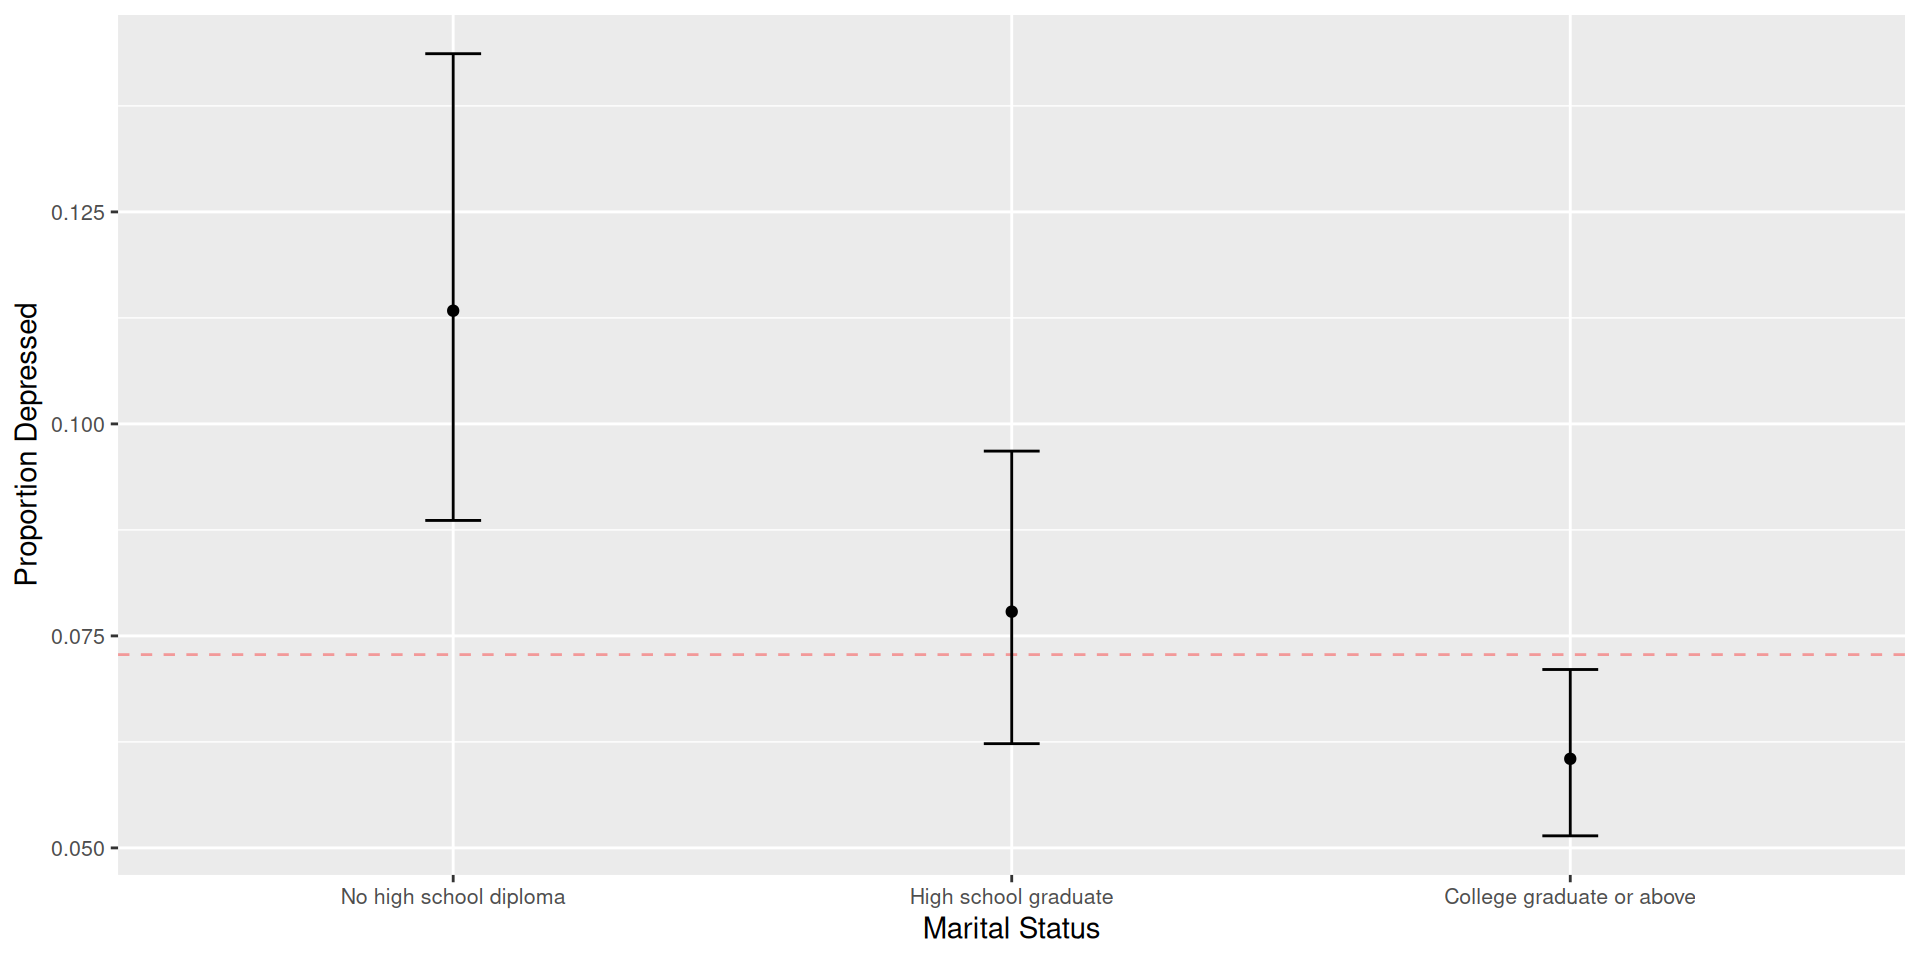 Proportion Depressed
0.125
0.100
0.075
0.050
No high school diploma
High school graduate
College graduate or above
Marital Status